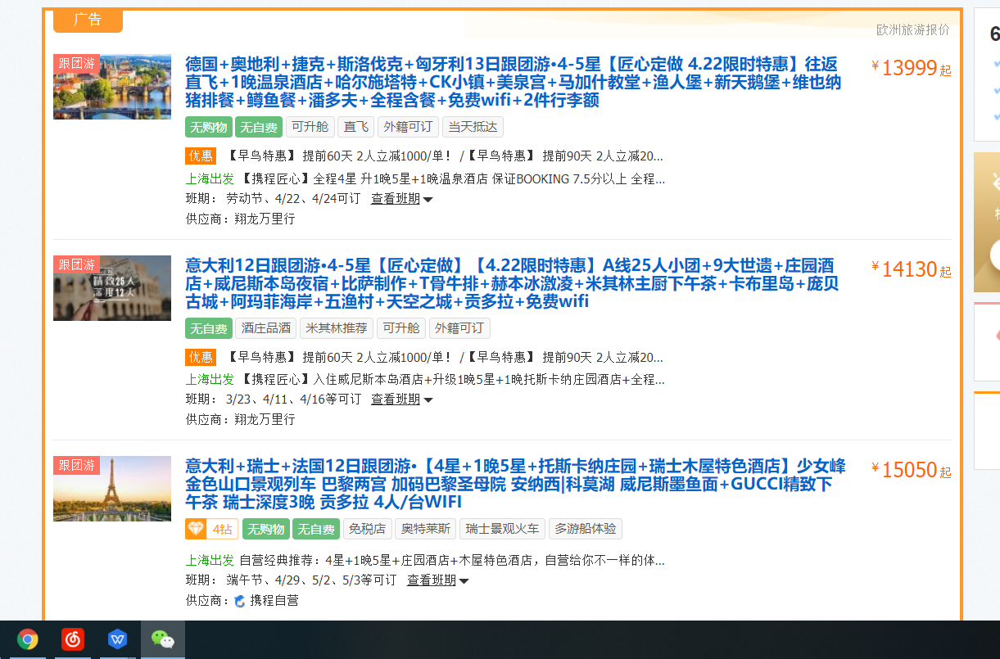 广告
欧洲旅游报价
6
跟团游
德国+奥地利+捷克+斯洛伐克+匈牙利13日跟团游•4-5星【匠心定做 4.22限时特惠】往返
直飞+1晚温泉酒店+哈尔施塔特+CK小镇+美泉宫+马加什教堂+渔人堡+新天鹅堡+维也纳
猪排餐+鳟鱼餐+潘多夫+全程含餐+免费wifi+2件行李额
¥13999起
无购物 无自费 可升舱 直飞 外籍可订 当天抵达
优惠 【早鸟特惠】 提前60天 2人立减1000/单! /【早鸟特惠】 提前90天 2人立减20...
上海出发 【携程匠心】全程4星 升1晚5星+1晚温泉酒店 保证BOOKING 7.5分以上 全程...
班期: 劳动节、4/22、4/24可订 查看班期
供应商:翔龙万里行
跟团游
精致25人
深度12天
意大利12日跟团游•4-5星【匠心定做】【4.22限时特惠】A线25人小团+9大世遗+庄园酒
店+威尼斯本岛夜宿+比萨制作+T骨牛排+赫本冰激凌+米其林主厨下午茶+卡布里岛+庞贝
古城+阿玛菲海岸+五渔村+天空之城+贡多拉+免费wifi
¥14130起
无自费 酒庄品酒 米其林推荐 可升舱 外籍可订
优惠 【早鸟特惠】 提前60天 2人立减1000/单! /【早鸟特惠】 提前90天 2人立减20...
上海出发 【携程匠心】入住威尼斯本岛酒店+升级1晚5星+1晚托斯卡纳庄园酒店+全程...
班期: 3/23、4/11、4/16等可订 查看班期
供应商:翔龙万里行
跟团游
意大利+瑞士+法国12日跟团游•【4星+1晚5星+托斯卡纳庄园+瑞士木屋特色酒店】少女峰
金色山口景观列车 巴黎两宫 加码巴黎圣母院 安纳西|科莫湖 威尼斯墨鱼面+GUCCI精致下
午茶 瑞士深度3晚 贡多拉 4人/台WIFI
¥15050起
4钻 无购物 无自费 免税店 奥特莱斯 瑞士景观火车 多游船体验
上海出发 自营经典推荐:4星+1晚5星+庄园酒店+木屋特色酒店,自营给你不一样的体...
班期: 端午节、4/29、5/2、5/3等可订 查看班期
供应商: 携程自营